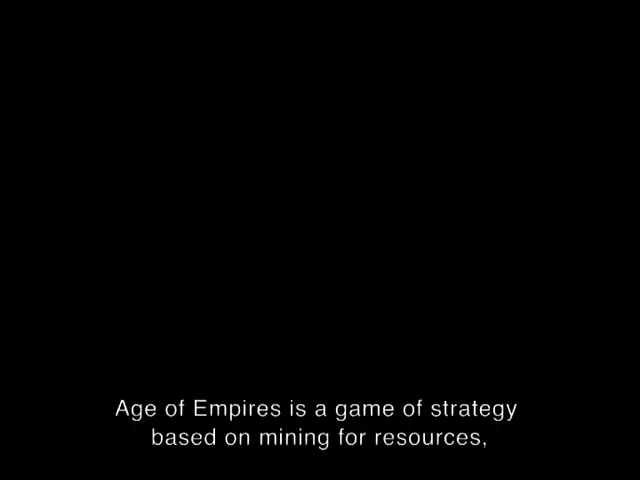 Age of Empires is a game of strategy
based on mining for resources,